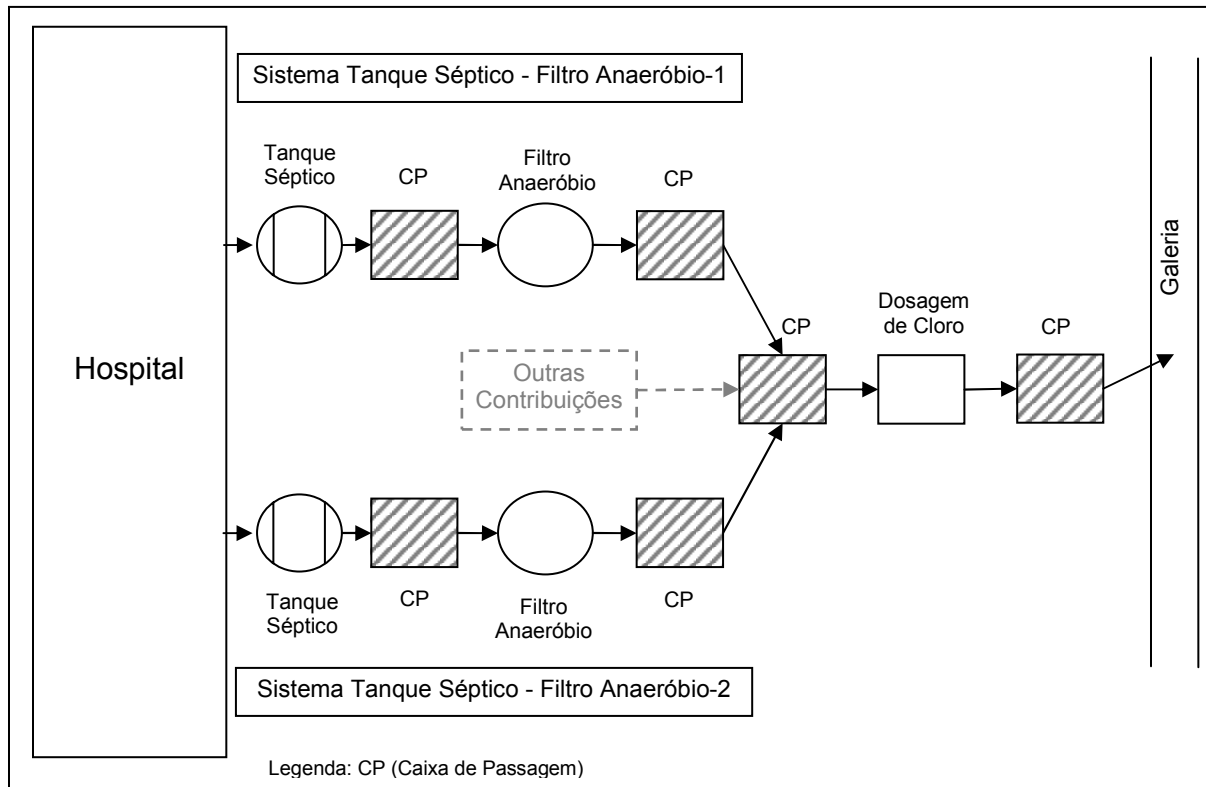 Sistema Tanque Séptico - Filtro Anaeróbio-1
Tanque
Séptico
CP
Filtro
Anaeróbio
CP
Hospital
Outras
Contribuições
CP
Dosagem
de Cloro
CP
Galeria
Tanque
Séptico
CP
Filtro
Anaeróbio
CP
Sistema Tanque Séptico - Filtro Anaeróbio-2
Legenda: CP (Caixa de Passagem)